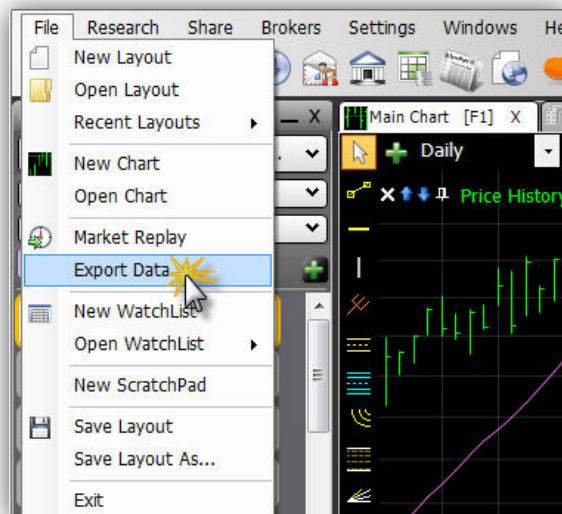 File Research Share Brokers Settings Windows He
New Layout
Open Layout
Recent Layouts
New Chart
Open Chart
Market Replay
Export Data
New WatchList
Open WatchList
New ScratchPad
Save Layout
Save Layout As...
Exit
Main Chart [F1] X
Daily
Price History